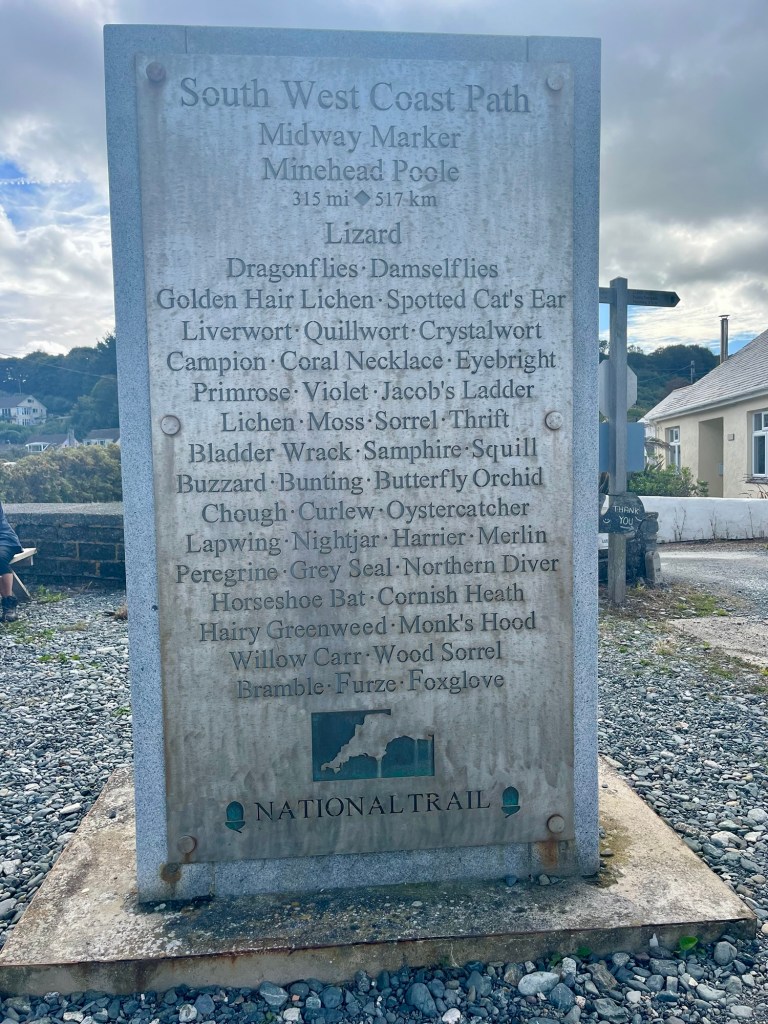 South West Coast Path
Midway Marker
Minehead Poole
315 mi ◆ 517 km
Lizard
Dragonflies · Damselflies
Golden Hair Lichen · Spotted Cat's Ear
Liverwort · Quillwort · Crystalwort
Campion · Coral Necklace · Eyebright
Primrose · Violet · Jacob's Ladder
Lichen · Moss · Sorrel · Thrift
Bladder Wrack · Samphire · Squill
Buzzard · Bunting · Butterfly Orchid
Chough · Curlew · Oystercatcher
Lapwing · Nightjar · Harrier · Merlin
Peregrine · Grey Seal · Northern Diver
Horseshoe Bat · Cornish Heath
Hairy Greenweed · Monk's Hood
Willow Carr · Wood Sorrel
Bramble · Furze · Foxglove
NATIONAL TRAIL
THANK
YOU